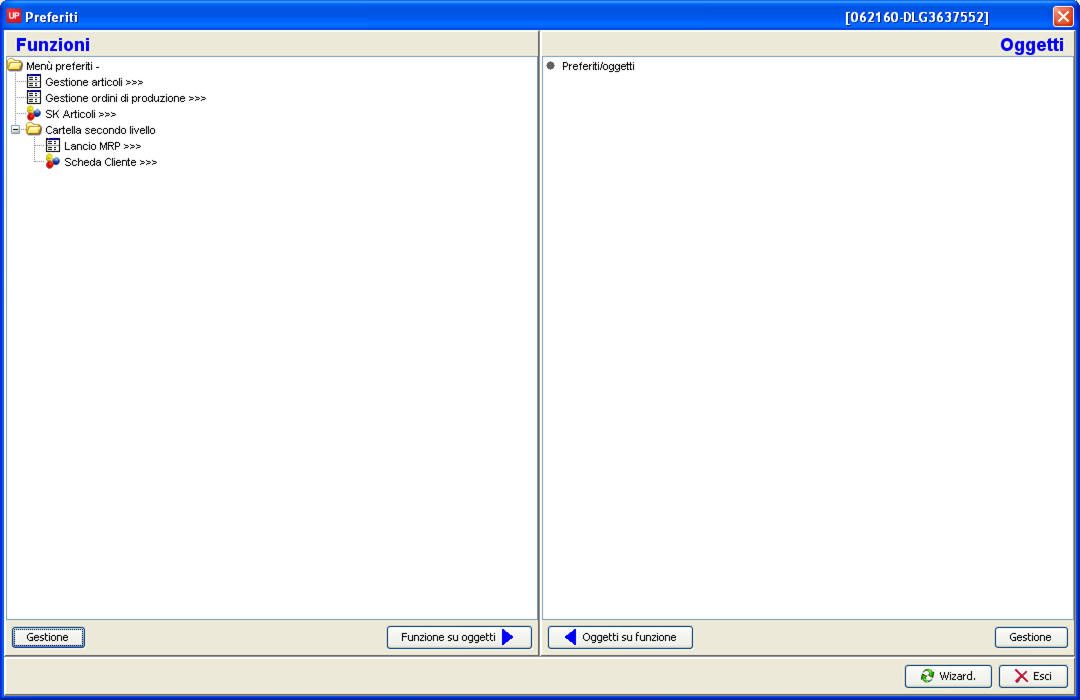 UP Preferiti [062160-DLG3637552]
Funzioni Oggetti
Menù preferiti -
Gestione articoli >>>
Gestione ordini di produzione >>>
SK Articoli >>>
Cartella secondo livello
Lancio MRP >>>
Scheda Cliente >>>
Preferiti/oggetti
Gestione Funzione su oggetti Oggetti su funzione Gestione
Wizard. Esci